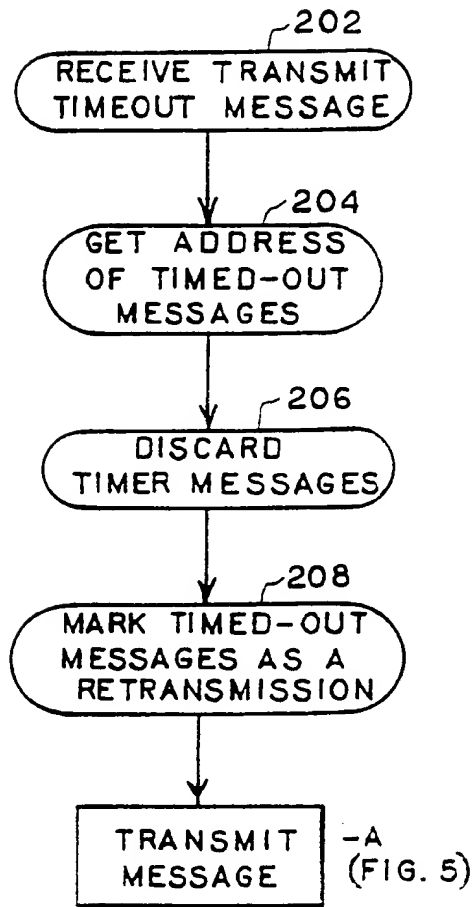 202
RECEIVE TRANSMIT
TIMEOUT MESSAGE
204
GET ADDRESS
OF TIMED-OUT
MESSAGES
206
DISCARD
TIMER MESSAGES
208
MARK TIMED-OUT
MESSAGES AS A
RETRANSMISSION
TRANSMIT
MESSAGE
-A
(FIG. 5)